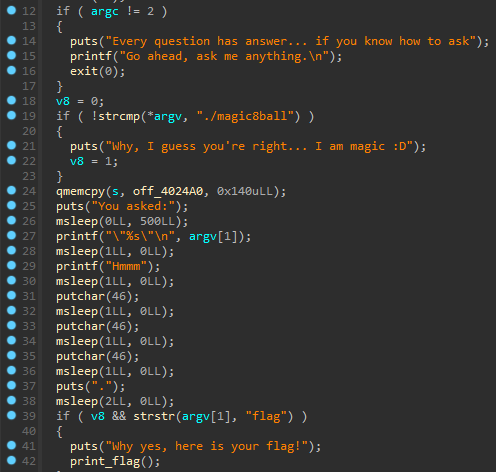 12 if ( argc != 2 )
13 {
14 puts("Every question has answer... if you know how to ask");
15 printf("Go ahead, ask me anything.\n");
16 exit(0);
17 }
18 v8 = 0;
19 if ( !strcmp(*argv, "./magic8ball") )
20 {
21 puts("Why, I guess you're right... I am magic :D");
22 v8 = 1;
23 }
24 qmemcpy(s, off_4024A0, 0x140uLL);
25 puts("You asked:");
26 msleep(0LL, 500LL);
27 printf("\"%s\"\n", argv[1]);
28 msleep(1LL, 0LL);
29 printf("Hmmm");
30 msleep(1LL, 0LL);
31 putchar(46);
32 msleep(1LL, 0LL);
33 putchar(46);
34 msleep(1LL, 0LL);
35 putchar(46);
36 msleep(1LL, 0LL);
37 puts(".");
38 msleep(2LL, 0LL);
39 if ( v8 && strstr(argv[1], "flag") )
40 {
41 puts("Why yes, here is your flag!");
42 print_flag();